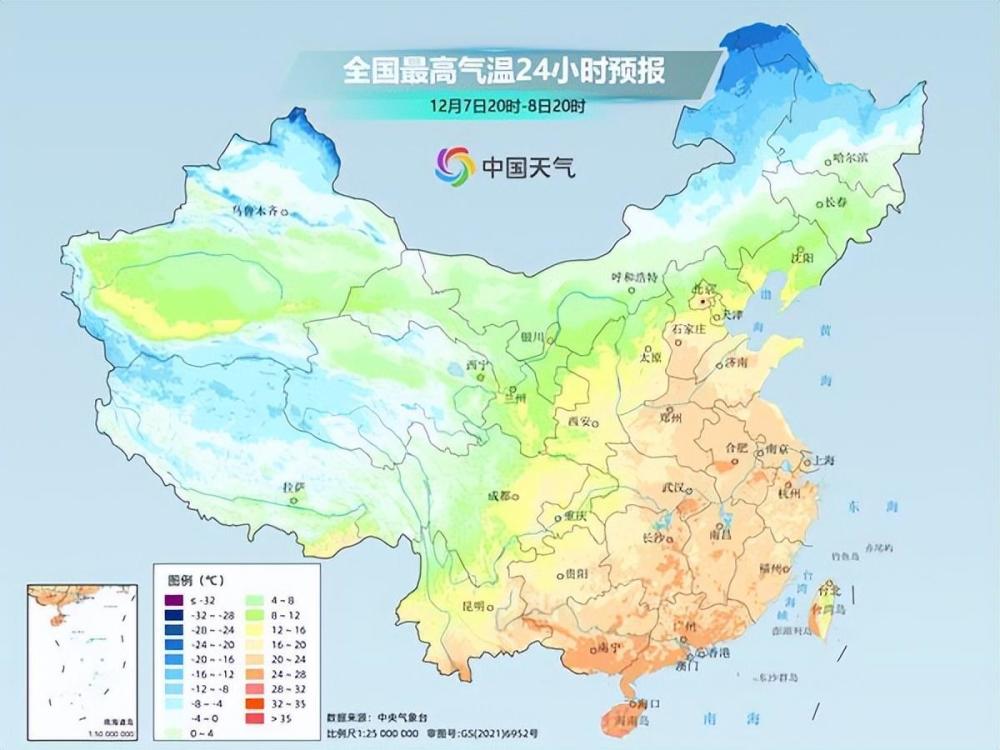 全国最高气温24小时预报
12月7日20时-8日20时
中国天气
哈尔滨
乌鲁木齐
长春
沈阳
呼和浩特
北京
渤
海
天津
黄
海
石家庄
银川
太原
济南
西宁
兰州
西安
郑州
合肥
南京
上海
拉萨
成都
武汉
杭州
重庆
东 海
长沙
南昌
钓鱼岛
赤尾屿
贵阳
福州
台
湾
海
峡
台北
台湾岛
昆明
广州
澎湖列岛
南宁
香港
澳门
东沙群岛
海口
海南岛
南 海
图例(℃)
≤ -32
-32 ~ -28
-28 ~ -24
-24 ~ -20
-20 ~ -16
-16 ~ -12
-12 ~ -8
-8 ~ -4
-4 ~ 0
0 ~ 4
4 ~ 8
8 ~ 12
12 ~ 16
16 ~ 20
20 ~ 24
24 ~ 28
28 ~ 32
32 ~ 35
> 35
南海诸岛
1:50 000 000
数据来源: 中央气象台
比例尺1:25 000 000 审图号:GS(2021)6952号